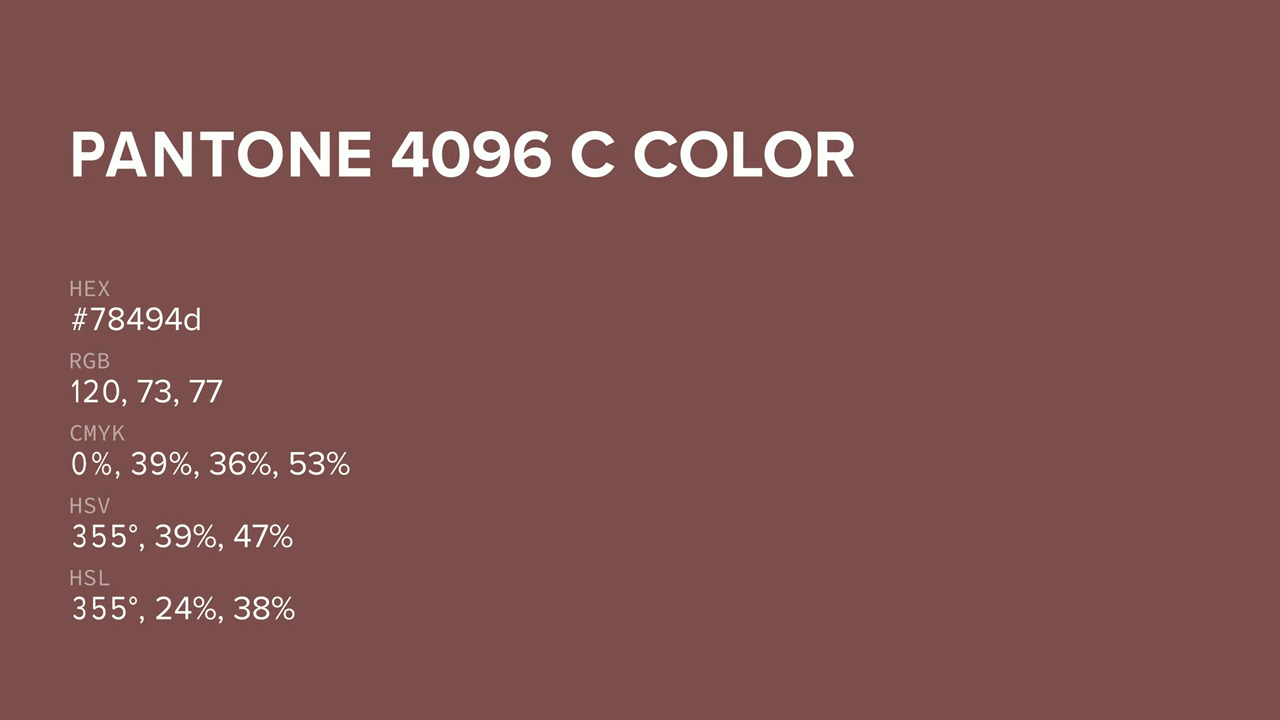 PANTONE 4096 C COLOR
HEX
#78494d
RGB
120, 73, 77
CMYK
0%, 39%, 36%, 53%
HSV
355°, 39%, 47%
HSL
355°, 24%, 38%